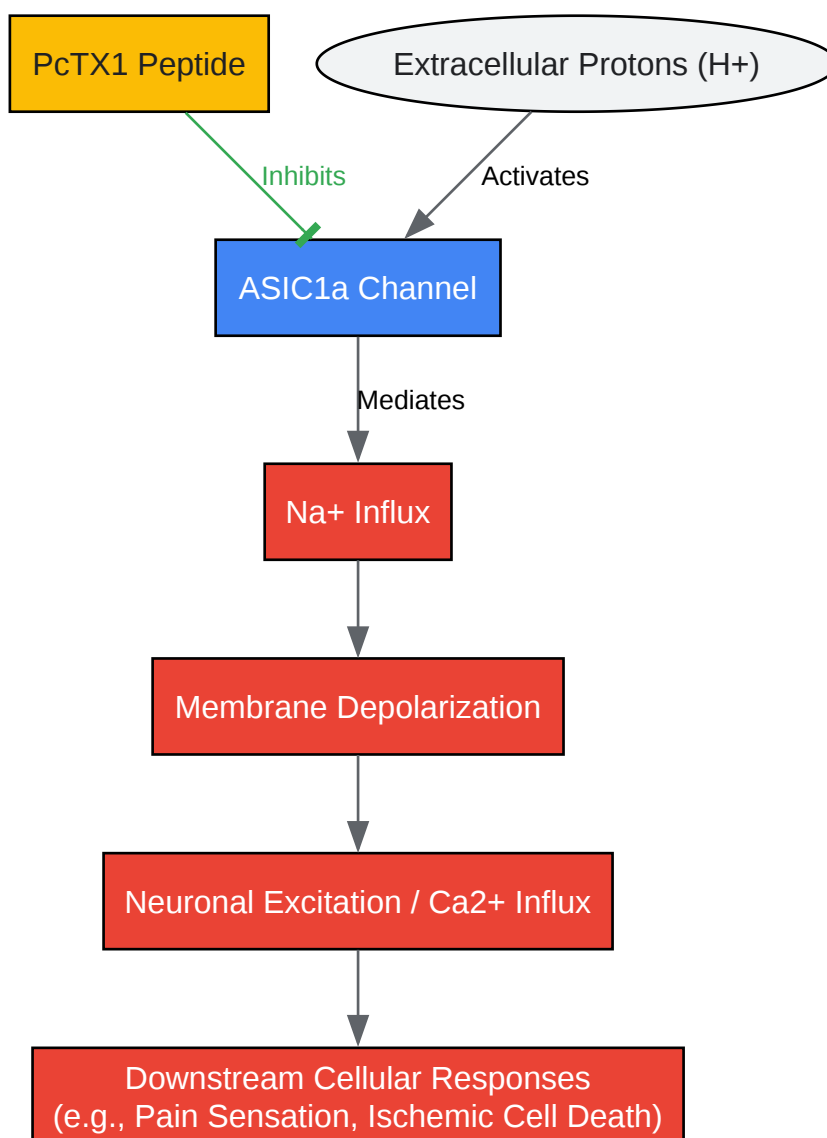 PcTX1 Peptide
Extracellular Protons (H+)
Inhibits
Activates
ASIC1a Channel
Mediates
Na+ Influx
Membrane Depolarization
Neuronal Excitation / Ca2+ Influx
Downstream Cellular Responses
(e.g., Pain Sensation, Ischemic Cell Death)